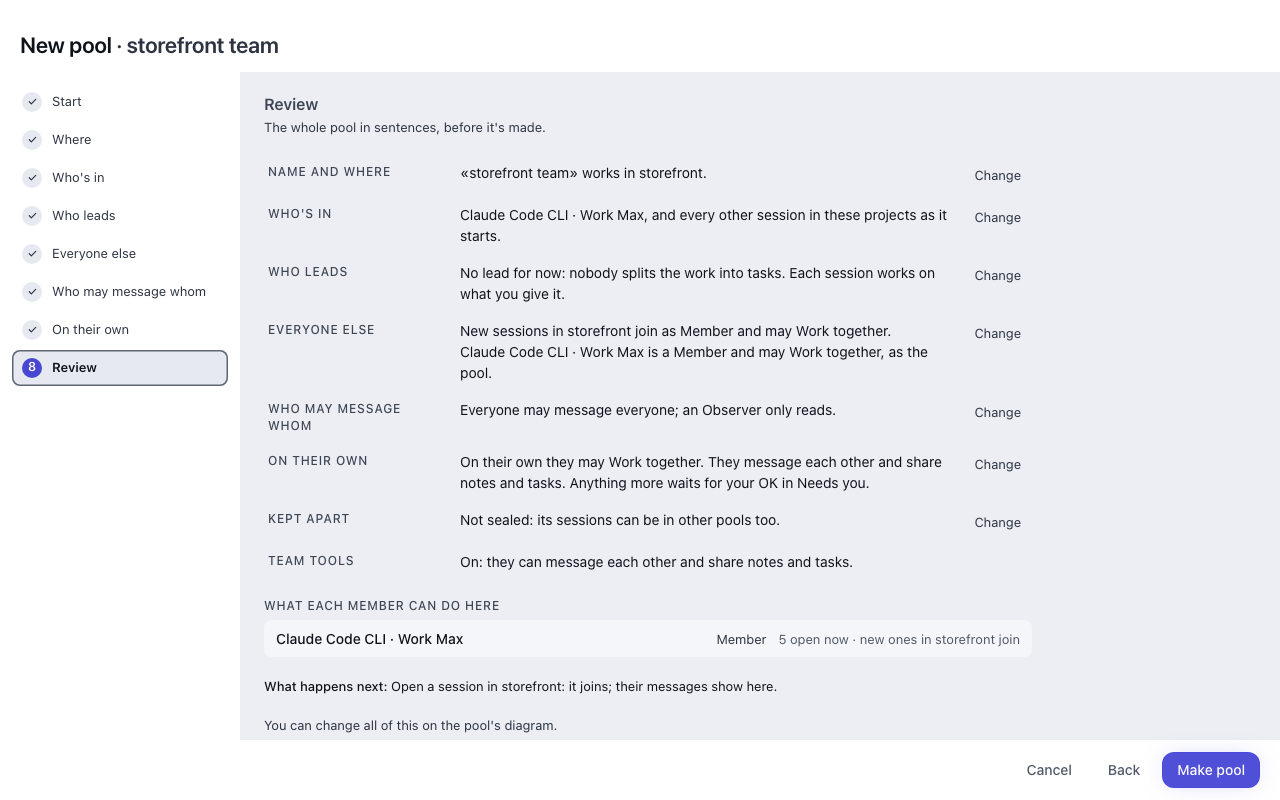 New pool · storefront team
Start
Where
Who's in
Who leads
Everyone else
Who may message whom
On their own
8 Review
Review
The whole pool in sentences, before it's made.
NAME AND WHERE
«storefront team» works in storefront.
Change
WHO'S IN
Claude Code CLI · Work Max, and every other session in these projects as it
starts.
Change
WHO LEADS
No lead for now: nobody splits the work into tasks. Each session works on
what you give it.
Change
EVERYONE ELSE
New sessions in storefront join as Member and may Work together.
Claude Code CLI · Work Max is a Member and may Work together, as the
pool.
Change
WHO MAY MESSAGE
WHOM
Everyone may message everyone; an Observer only reads.
Change
ON THEIR OWN
On their own they may Work together. They message each other and share
notes and tasks. Anything more waits for your OK in Needs you.
Change
KEPT APART
Not sealed: its sessions can be in other pools too.
Change
TEAM TOOLS
On: they can message each other and share notes and tasks.
WHAT EACH MEMBER CAN DO HERE
Claude Code CLI · Work Max
Member
5 open now · new ones in storefront join
What happens next: Open a session in storefront: it joins; their messages show here.
You can change all of this on the pool's diagram.
Cancel
Back
Make pool